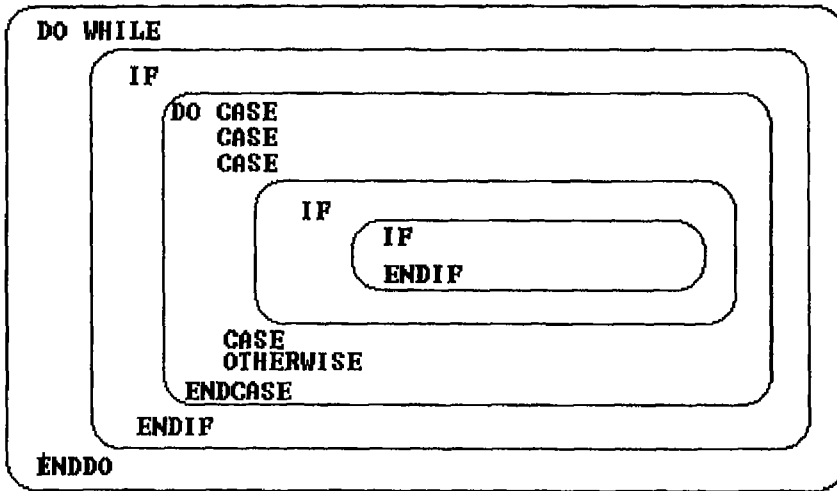 DO WHILE
IF
DO CASE
CASE
CASE
IF
IF
ENDIF
CASE
OTHERWISE
ENDCASE
ENDIF
ENDDO